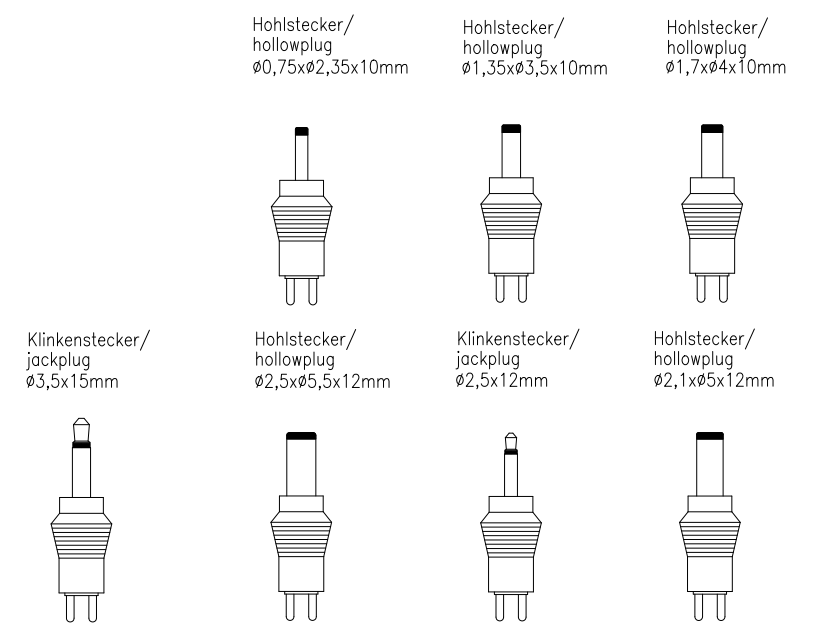 Hohlstecker/
hollowplug
ø0,75xø2,35x10mm
Hohlstecker/
hollowplug
ø1,35xø3,5x10mm
Hohlstecker/
hollowplug
ø1,7xø4x10mm
Klinkenstecker/
jackplug
ø3,5x15mm
Hohlstecker/
hollowplug
ø2,5xø5,5x12mm
Klinkenstecker/
jackplug
ø2,5x12mm
Hohlstecker/
hollowplug
ø2,1xø5x12mm